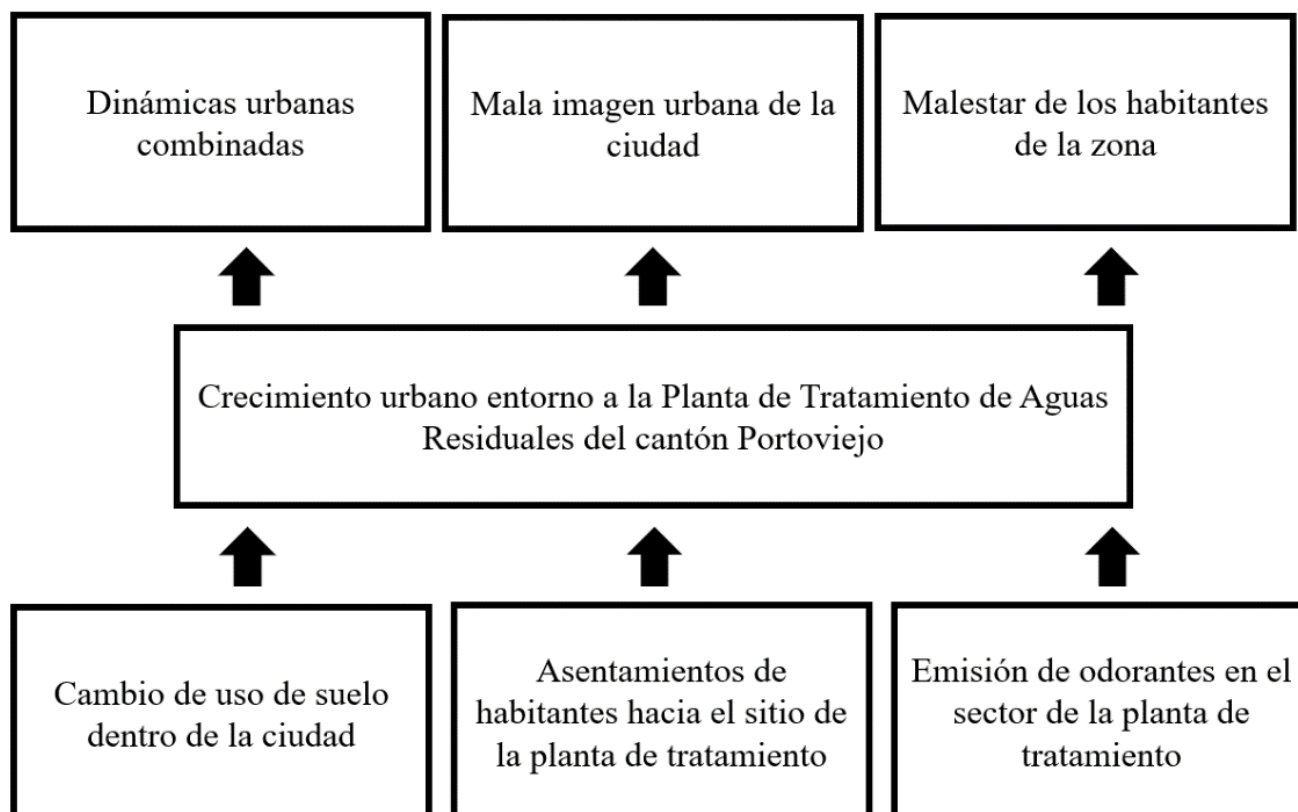 Dinámicas urbanas
combinadas
Mala imagen urbana de la
ciudad
Malestar de los habitantes
de la zona
Crecimiento urbano entorno a la Planta de Tratamiento de Aguas
Residuales del cantón Portoviejo
Cambio de uso de suelo
dentro de la ciudad
Asentamientos de
habitantes hacia el sitio de
la planta de tratamiento
Emisión de odorantes en el
sector de la planta de
tratamiento